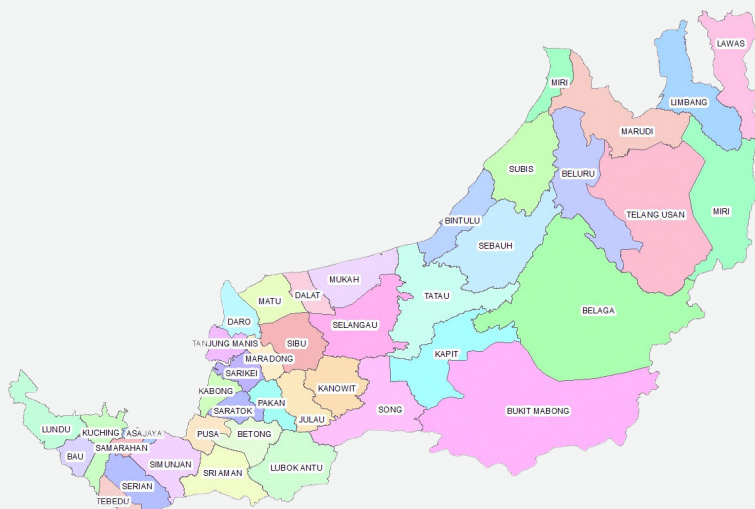 LAWAS
MIRI
LIMBANG
MARUDI
SUBIS
BELURU
TELANG USAN
MIRI
BINTULU
SEBAUH
MUKAH
DALAT
TATAU
MATU
BELAGA
DARO
SELANGAU
TANJUNG MANIS
SIBU
KAPIT
MARADONG
SARIKEI
KABONG
PAKAN
KANOWIT
SARATOK
SONG
BUKIT MABONG
JULAU
LUNDU
KUCHING
ASAJAYA
PUSA
BETONG
SAMARAHAN
BAU
SIMUNJAN
SRI AMAN
LUBOK ANTU
SERIAN
TEBEDU